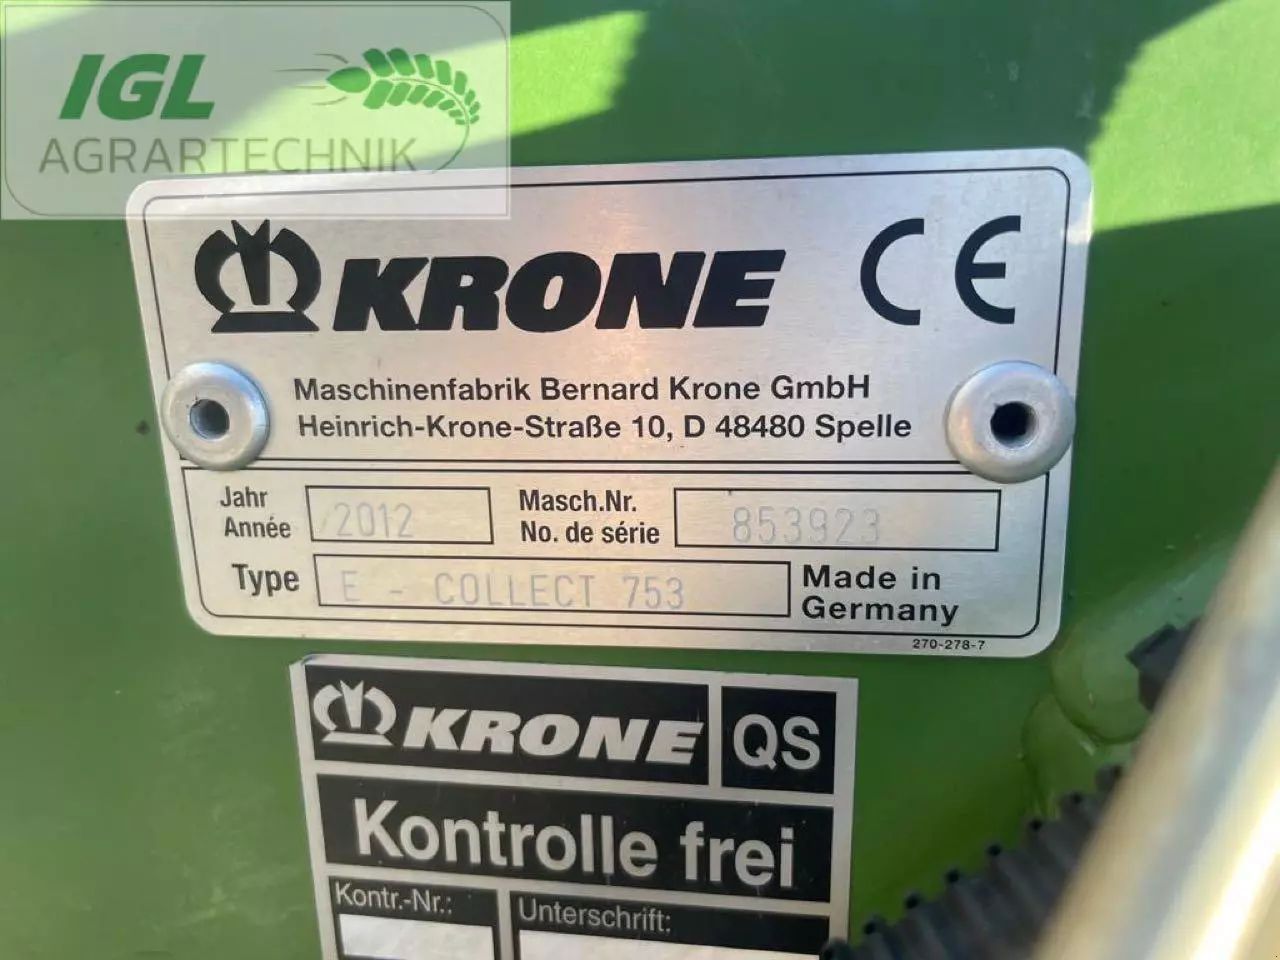 IGL
AGRARTECHNIK
KRONE CE
Maschinenfabrik Bernard Krone GmbH
Heinrich-Krone-Straße 10, D 48480 Spelle
Jahr
Année
2012
Masch.Nr.
No. de série
853923
Type
E - COLLECT 753
Made in
Germany
270-278-7
KRONE QS
Kontrolle frei
Kontr.-Nr.: Unterschrift: